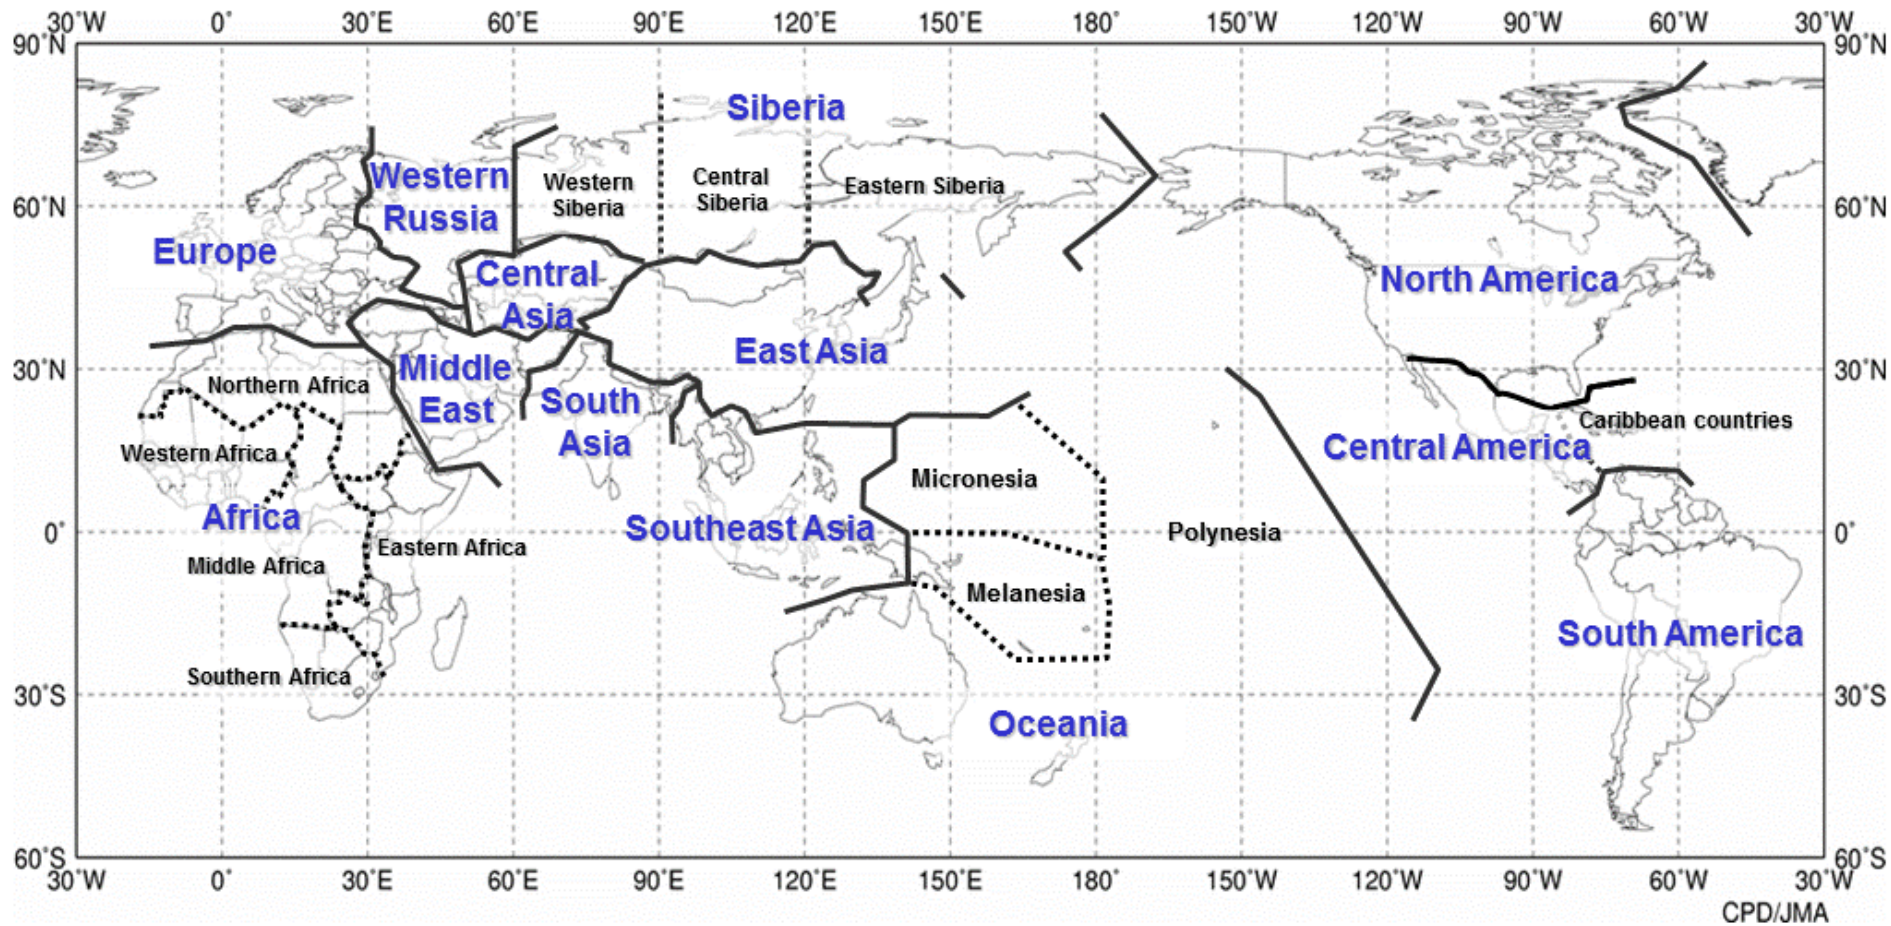 30°W 0° 30°E 60°E 90°E 120°E 150°E 180° 150°W 120°W 90°W 60°W 30°W
90°N 90°N
Siberia
Western
Russia
Western
Siberia
Central
Siberia
Eastern Siberia
60°N 60°N
Europe
Central
Asia
North America
East Asia
Middle
East
30°N 30°N
Northern Africa
South
Asia
Caribbean countries
Western Africa
Central America
Micronesia
Africa
Southeast Asia
Polynesia
0° 0°
Eastern Africa
Middle Africa
Melanesia
South America
Southern Africa
30°S 30°S
Oceania
60°S 60°S
30°W 0° 30°E 60°E 90°E 120°E 150°E 180° 150°W 120°W 90°W 60°W 30°W
CPD/JMA